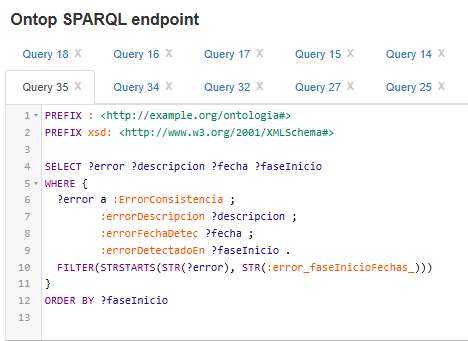 Ontop SPARQL endpoint
Query 18 X Query 16 X Query 17 X Query 15 X Query 14 X
Query 35 X Query 34 X Query 32 X Query 27 X Query 25 X
1 PREFIX : <http://example.org/ontologia#>
2 PREFIX xsd: <http://www.w3.org/2001/XMLSchema#>
3
4 SELECT ?error ?descripcion ?fecha ?faseInicio
5 WHERE {
6 ?error a :ErrorConsistencia ;
7 :errorDescripcion ?descripcion ;
8 :errorFechaDetec ?fecha ;
9 :errorDetectadoEn ?faseInicio .
10 FILTER(STRSTARTS(STR(?error), STR(:error_faseInicioFechas_)))
11 }
12 ORDER BY ?faseInicio
13